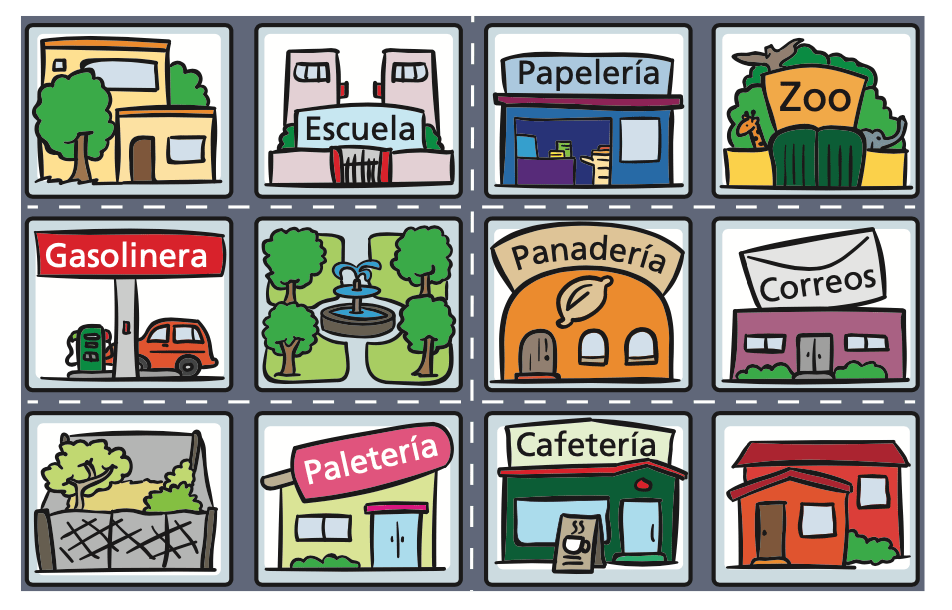 Escuela
Papelería
Zoo
Gasolinera
Panadería
Correos
Paletería
Cafetería